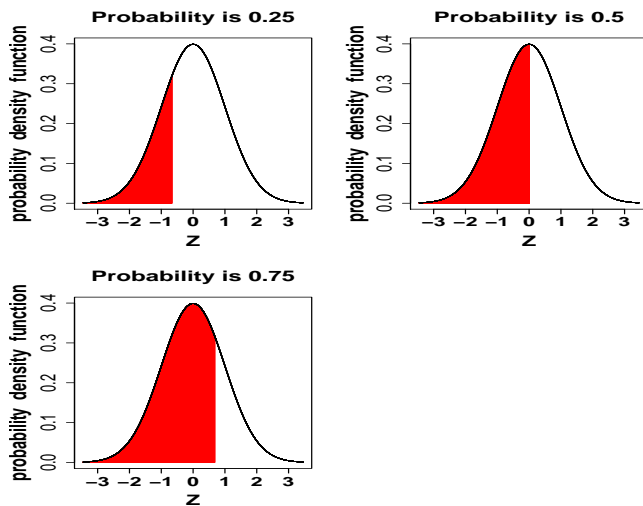 Probability is 0.25
probability density function
0.4
0.3
0.2
0.1
0.0
−3 −2 −1 0 1 2 3
Z
Probability is 0.5
probability density function
0.4
0.3
0.2
0.1
0.0
−3 −2 −1 0 1 2 3
Z
Probability is 0.75
probability density function
0.4
0.3
0.2
0.1
0.0
−3 −2 −1 0 1 2 3
Z